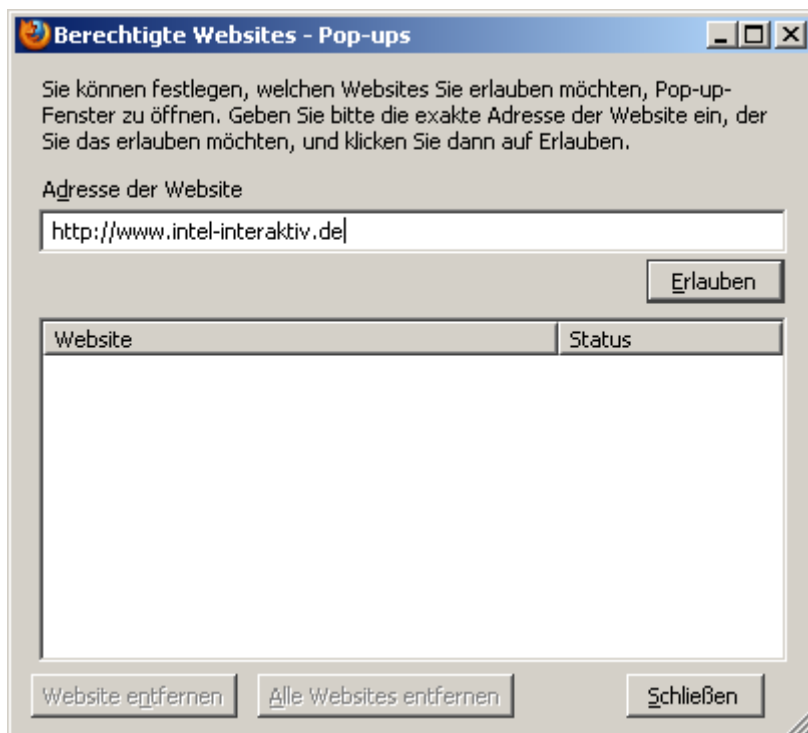 Berechtigte Websites - Pop-ups
Sie können festlegen, welchen Websites Sie erlauben möchten, Pop-up-
Fenster zu öffnen. Geben Sie bitte die exakte Adresse der Website ein, der
Sie das erlauben möchten, und klicken Sie dann auf Erlauben.
Adresse der Website
http://www.intel-interaktiv.de
Erlauben
Website Status
Website entfernen Alle Websites entfernen Schließen